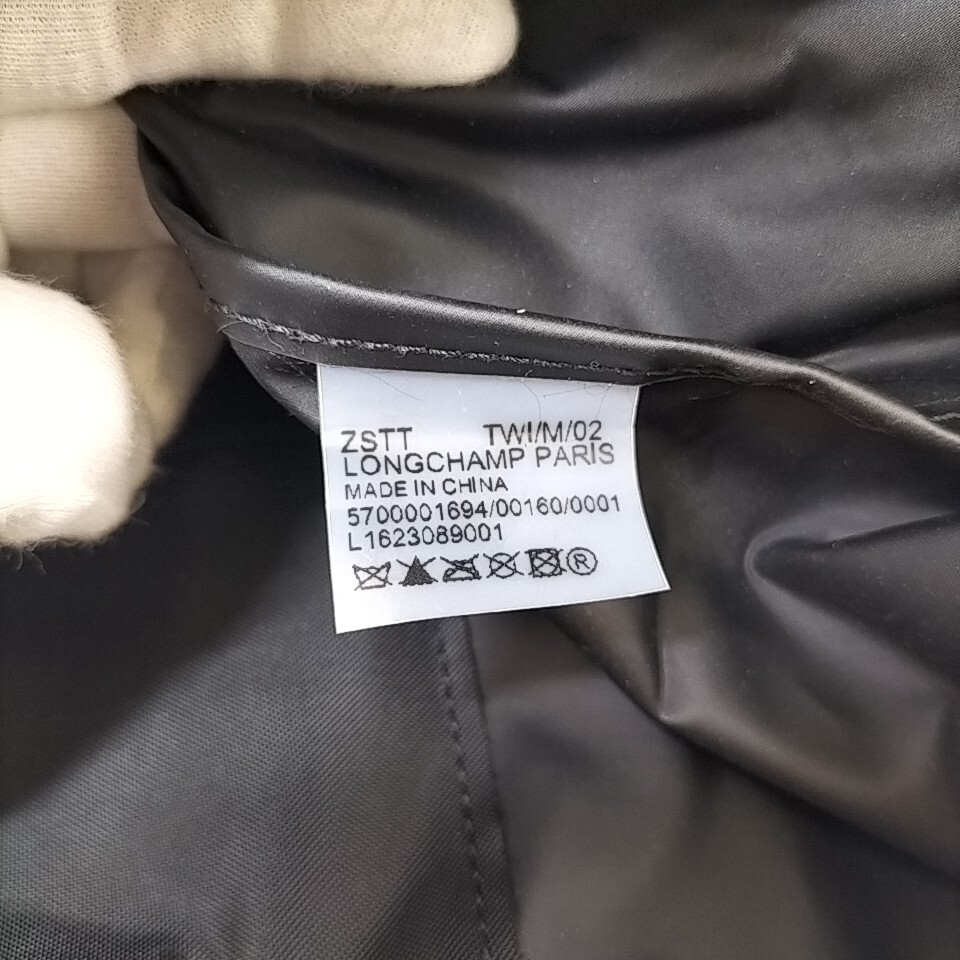 ZSTT TWI/M/02
LONGCHAMP PARIS
MADE IN CHINA
5700001694/00160/0001
L1623089001
®